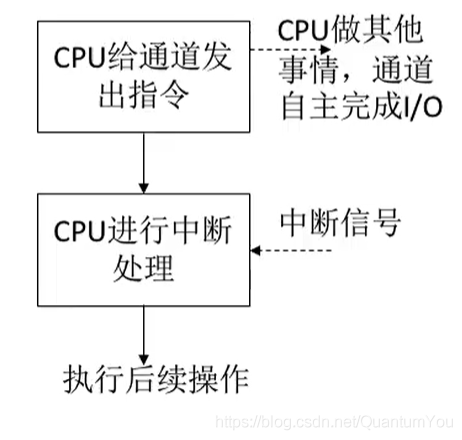 CPU给通道发
出指令
CPU做其他
事情，通道
自主完成I/O
CPU进行中断
处理
中断信号
执行后续操作
https://blog.csdn.net/QuantumYou